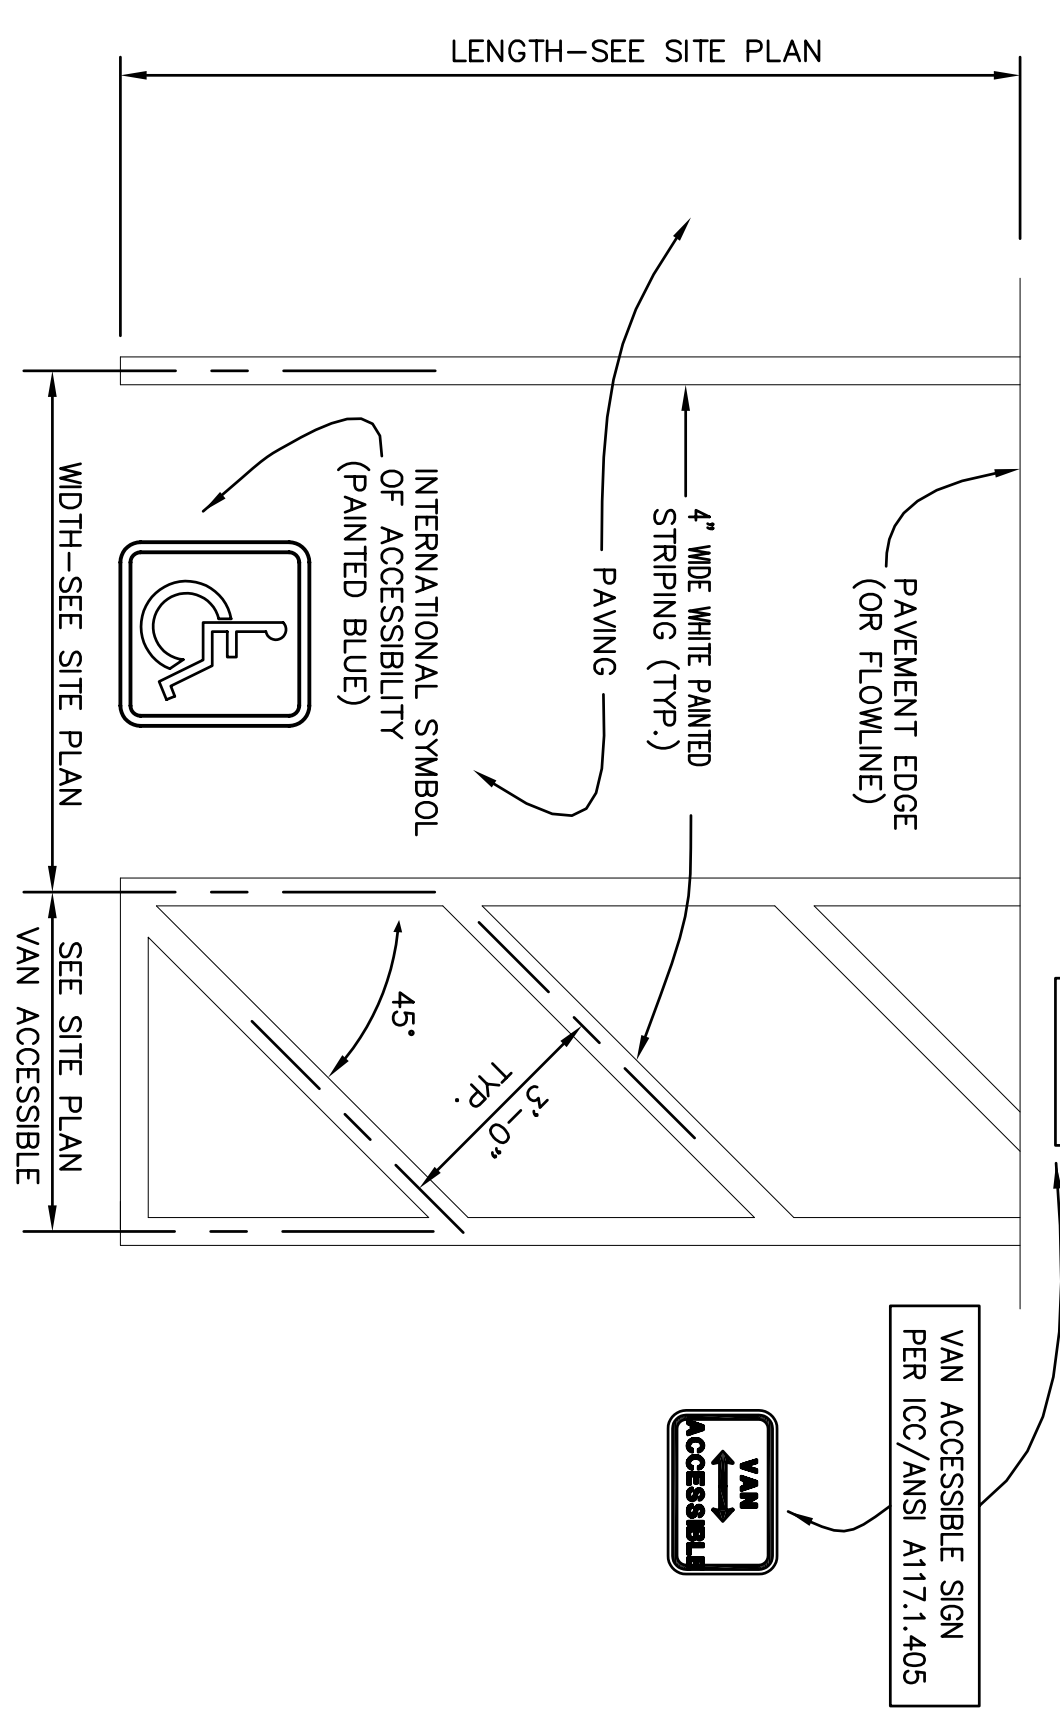 LENGTH-SEE SITE PLAN
PAVEMENT EDGE
(OR FLOWLINE)
4" WIDE WHITE PAINTED
STRIPING (TYP.)
PAVING
INTERNATIONAL SYMBOL
OF ACCESSIBILITY
(PAINTED BLUE)
WIDTH-SEE SITE PLAN
45°
3'-0"
TYP.
SEE SITE PLAN
VAN ACCESSIBLE
VAN ACCESSIBLE SIGN
PER ICC/ANSI A117.1.405
VAN
ACCESSIBLE